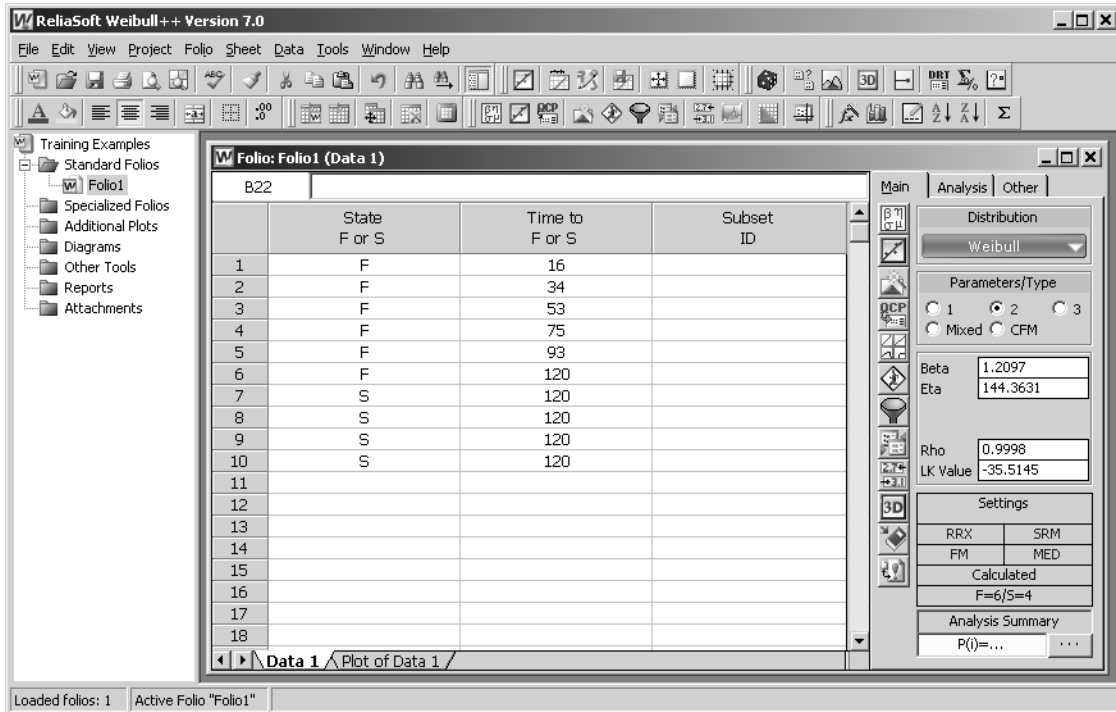 ReliaSoft Weibull++ Version 7.0
File Edit View Project Folio Sheet Data Tools Window Help
Training Examples
Standard Folios
Folio1
Specialized Folios
Additional Plots
Diagrams
Other Tools
Reports
Attachments
Folio: Folio1 (Data 1)
B22
State F or S
Time to F or S
Subset ID
1 F 16
2 F 34
3 F 53
4 F 75
5 F 93
6 F 120
7 S 120
8 S 120
9 S 120
10 S 120
11
12
13
14
15
16
17
18
Data 1 Plot of Data 1
Main Analysis Other
Distribution
Weibull
Parameters/Type
1 2 3
Mixed CFM
Beta 1.2097
Eta 144.3631
Rho 0.9998
LK Value -35.5145
Settings
RRX SRM
FM MED
Calculated
F=6/S=4
Analysis Summary
P(i)=... ...
QCP
3D
Loaded folios: 1 Active Folio "Folio1"